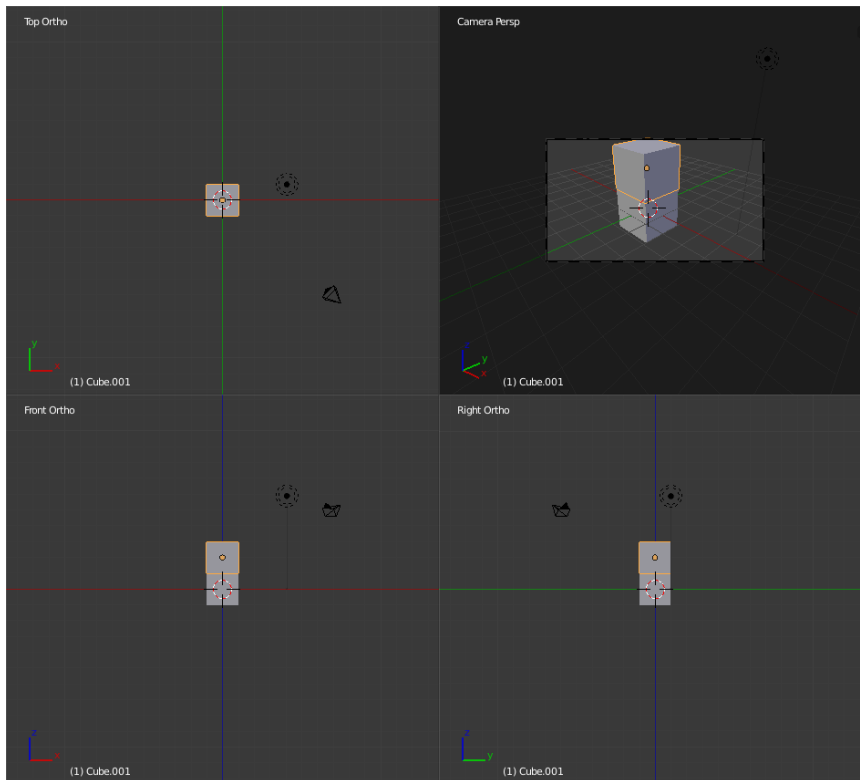 Top Ortho
y
x
(1) Cube.001
Camera Persp
z
y
x
(1) Cube.001
Front Ortho
z
x
(1) Cube.001
Right Ortho
z
y
(1) Cube.001